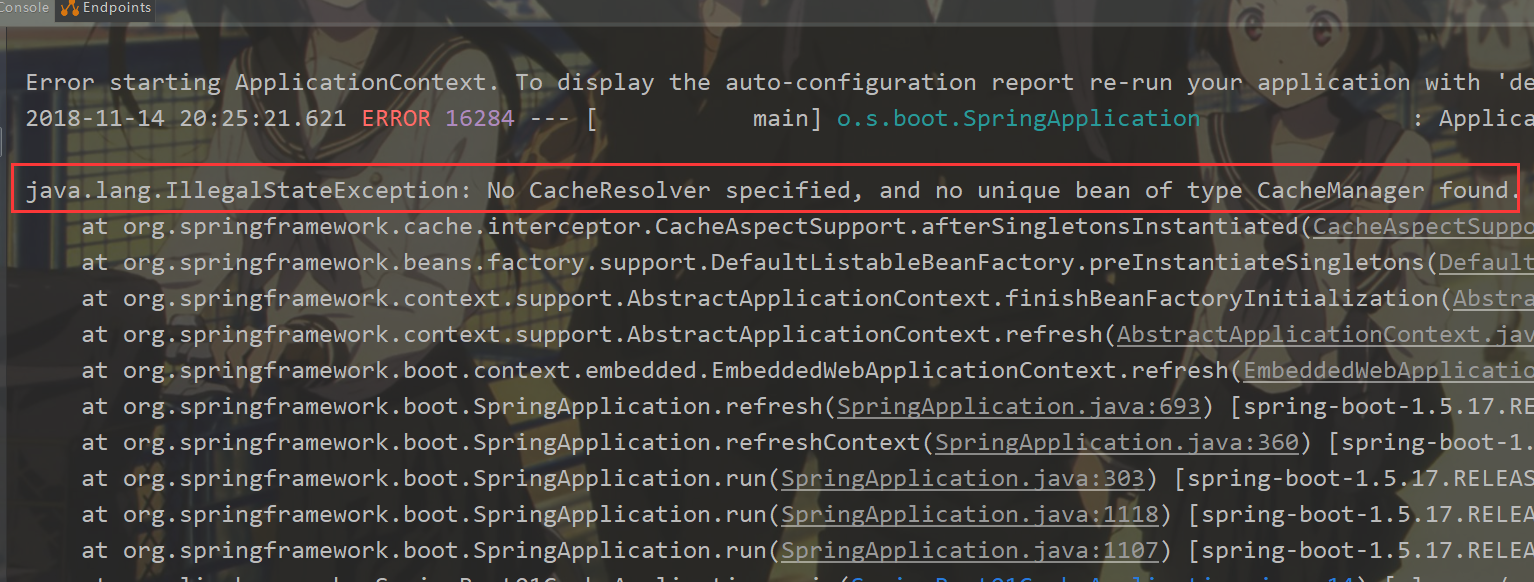 Console Endpoints
Error starting ApplicationContext. To display the auto-configuration report re-run your application with 'de
2018-11-14 20:25:21.621 ERROR 16284 --- [           main] o.s.boot.SpringApplication               : Applica
java.lang.IllegalStateException: No CacheResolver specified, and no unique bean of type CacheManager found.
    at org.springframework.cache.interceptor.CacheAspectSupport.afterSingletonsInstantiated(CacheAspectSuppo
    at org.springframework.beans.factory.support.DefaultListableBeanFactory.preInstantiateSingletons(Default
    at org.springframework.context.support.AbstractApplicationContext.finishBeanFactoryInitialization(Abstra
    at org.springframework.context.support.AbstractApplicationContext.refresh(AbstractApplicationContext.jav
    at org.springframework.boot.context.embedded.EmbeddedWebApplicationContext.refresh(EmbeddedWebApplicatio
    at org.springframework.boot.SpringApplication.refresh(SpringApplication.java:693) [spring-boot-1.5.17.RE
    at org.springframework.boot.SpringApplication.refreshContext(SpringApplication.java:360) [spring-boot-1.
    at org.springframework.boot.SpringApplication.run(SpringApplication.java:303) [spring-boot-1.5.17.RELEAS
    at org.springframework.boot.SpringApplication.run(SpringApplication.java:1118) [spring-boot-1.5.17.RELEA
    at org.springframework.boot.SpringApplication.run(SpringApplication.java:1107) [spring-boot-1.5.17.RELEA